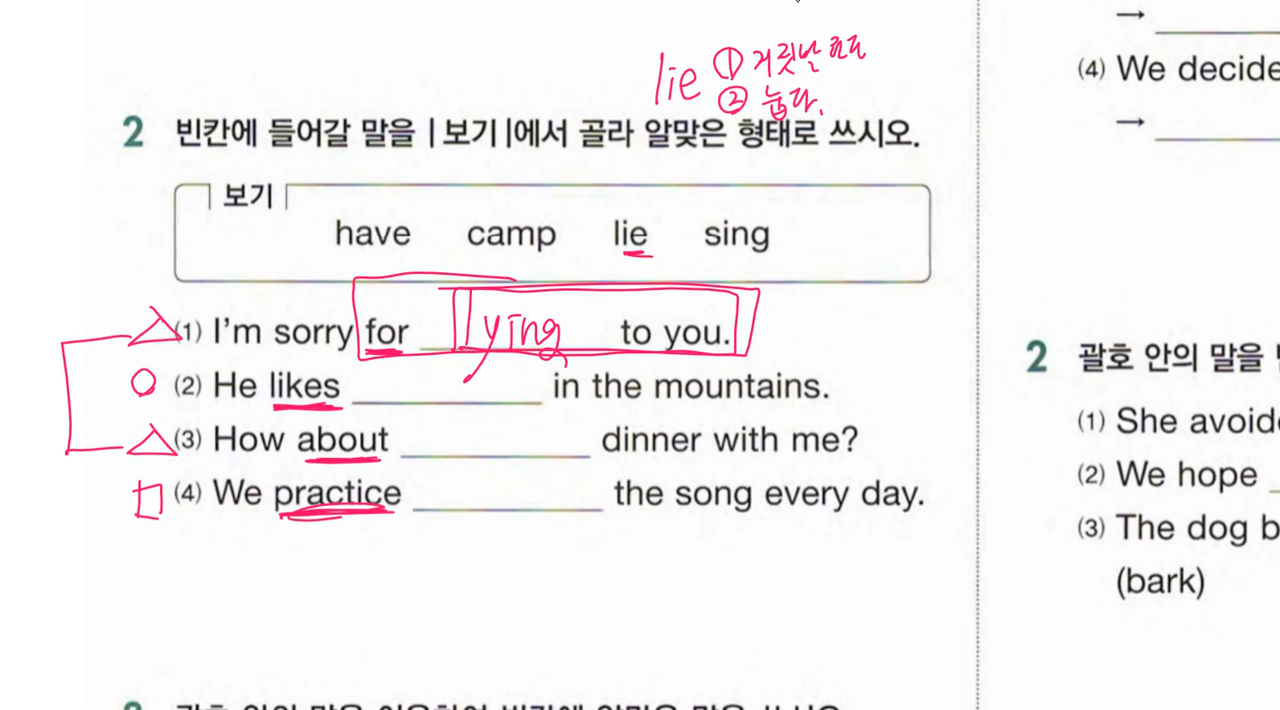 lie ① 거짓말 하다
② 눕다.
2 빈칸에 들어갈 말을 |보기|에서 골라 알맞은 형태로 쓰시오.
보기
have camp lie sing
(1) I'm sorry for lying to you.
(2) He likes ____ in the mountains.
(3) How about ____ dinner with me?
(4) We practice ____ the song every day.
→
(4) We decide
→
2 괄호 안의 말을
(1) She avoid
(2) We hope
(3) The dog b
(bark)